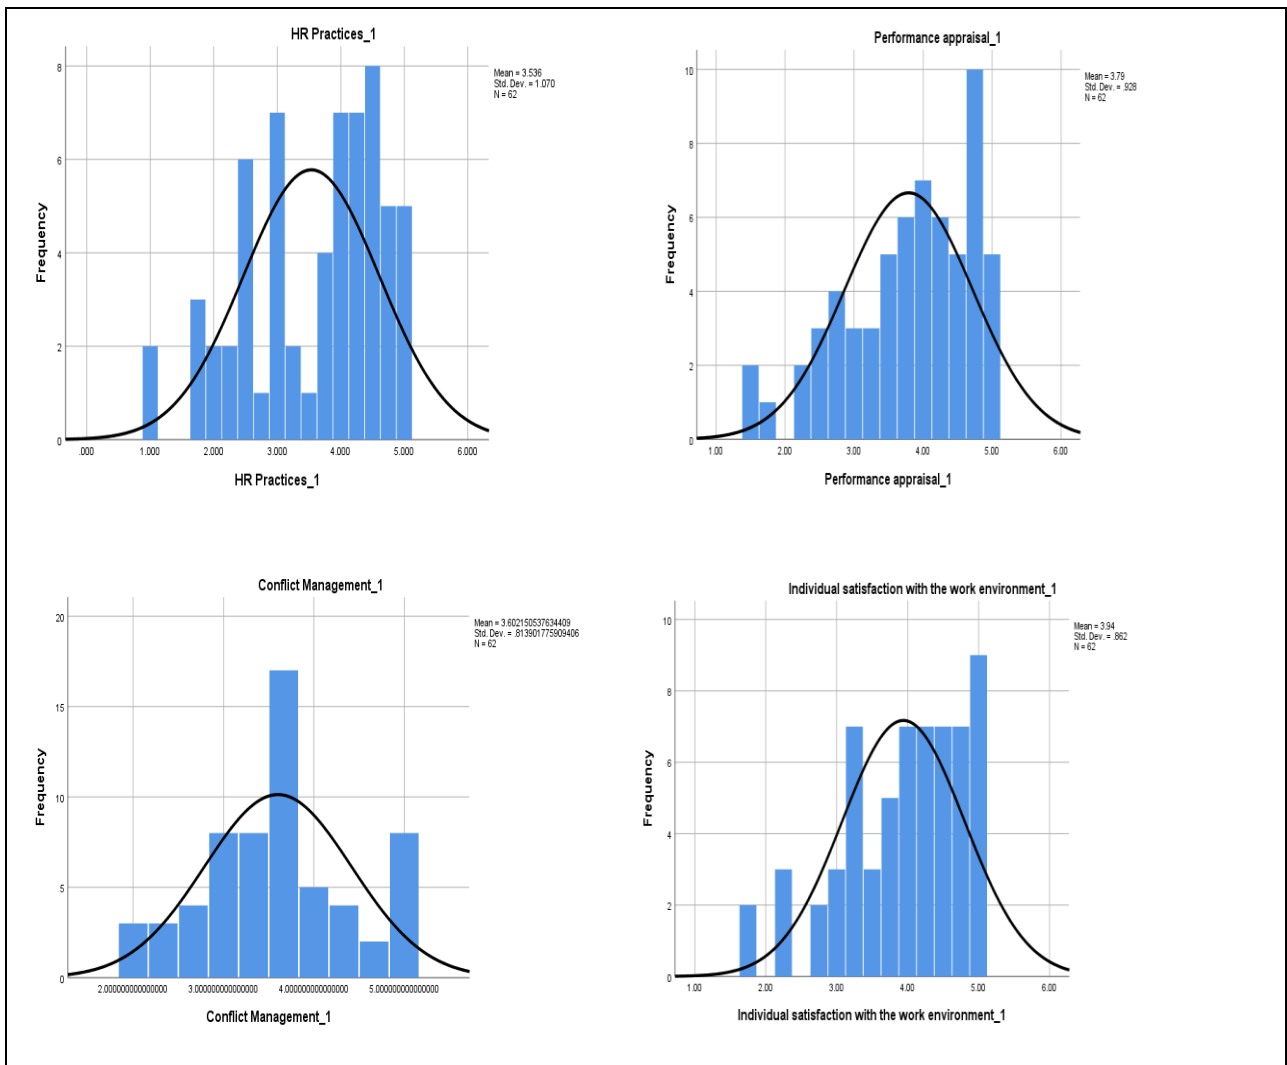 HR Practices_1
Mean = 3.536
Std. Dev. = 1.070
N = 62
Frequency
8
6
4
2
0
.000 1.000 2.000 3.000 4.000 5.000 6.000
HR Practices_1
Performance appraisal_1
Mean = 3.79
Std. Dev. = .928
N = 62
Frequency
10
8
6
4
2
0
1.00 2.00 3.00 4.00 5.00 6.00
Performance appraisal_1
Conflict Management_1
Mean = 3.602150537634409
Std. Dev. = .813901775909406
N = 62
Frequency
20
15
10
5
0
2.000000000000000 3.000000000000000 4.000000000000000 5.000000000000000
Conflict Management_1
Individual satisfaction with the work environment_1
Mean = 3.94
Std. Dev. = .862
N = 62
Frequency
10
8
6
4
2
0
1.00 2.00 3.00 4.00 5.00 6.00
Individual satisfaction with the work environment_1